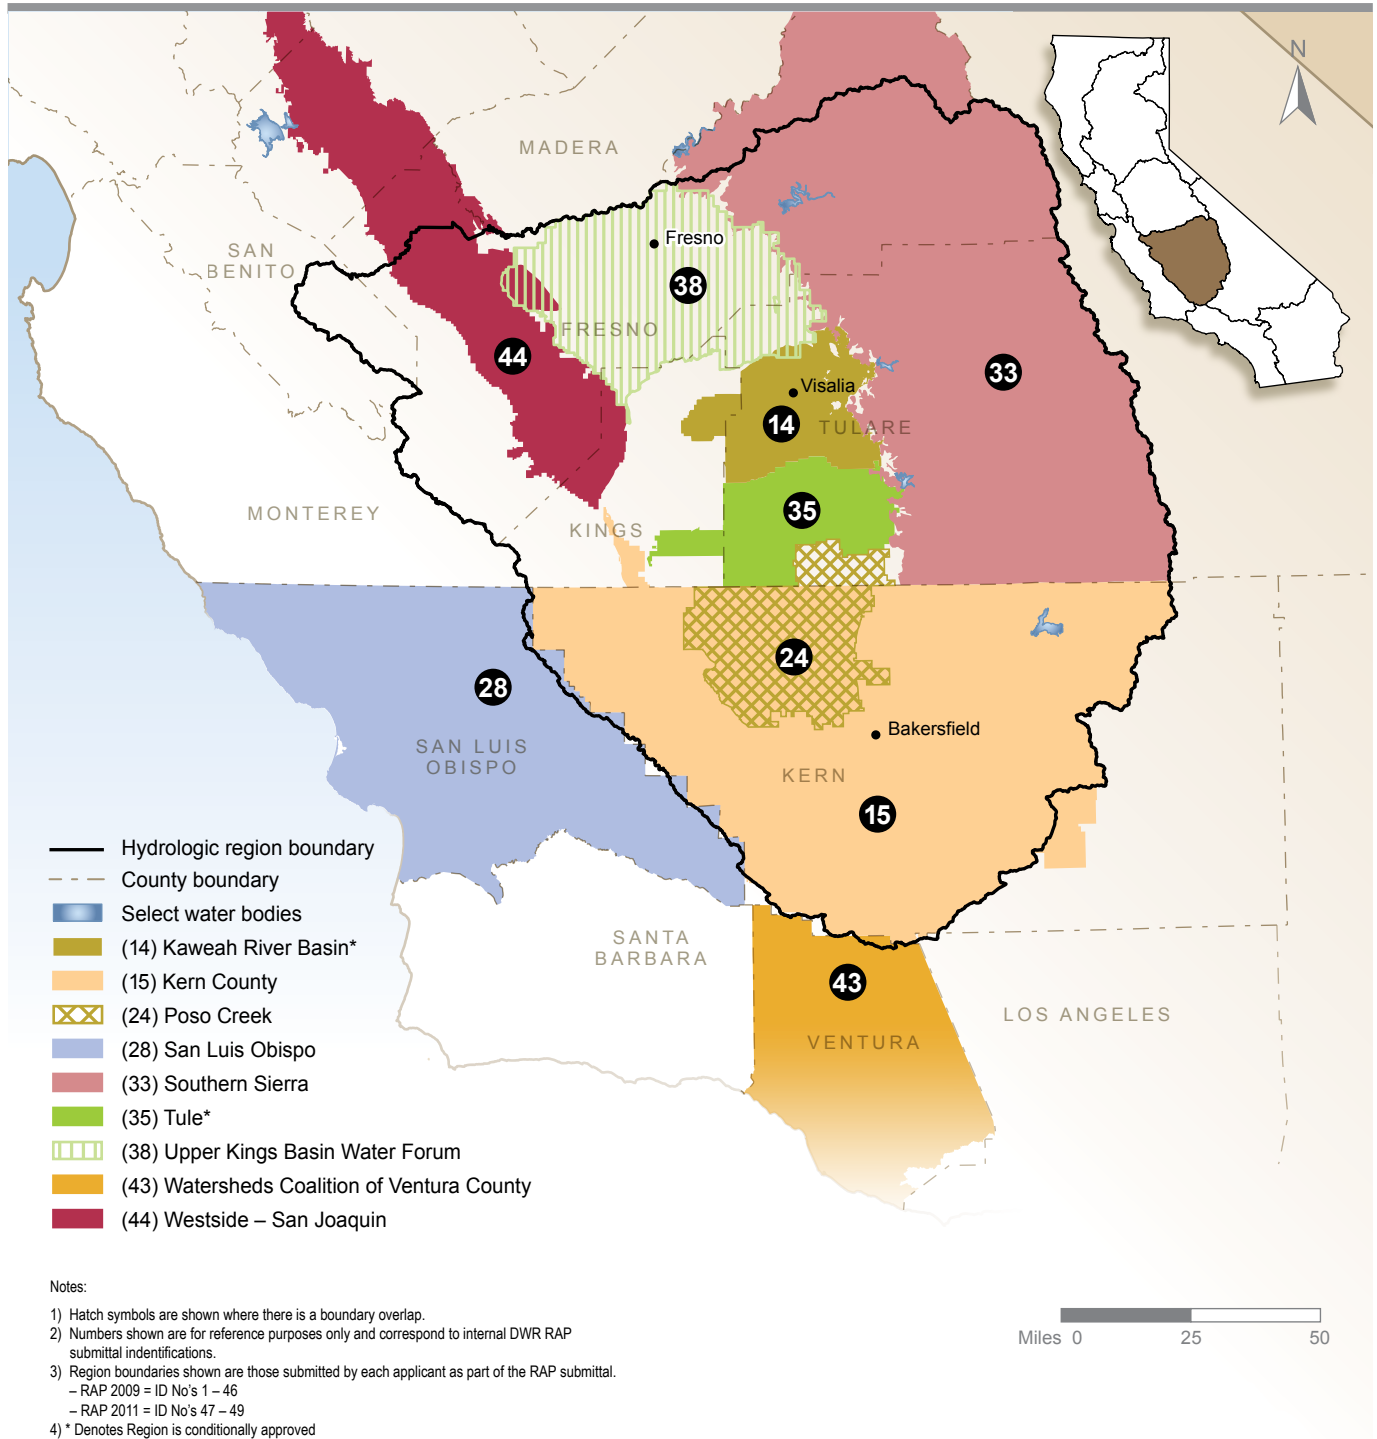 N
MADERA
SAN
BENITO
Fresno
38
FRESNO
44
33
Visalia
14
TULARE
MONTEREY
35
KINGS
24
28
Bakersfield
SAN LUIS
OBISPO
KERN
15
SANTA
BARBARA
43
LOS ANGELES
VENTURA
Hydrologic region boundary
County boundary
Select water bodies
(14) Kaweah River Basin*
(15) Kern County
(24) Poso Creek
(28) San Luis Obispo
(33) Southern Sierra
(35) Tule*
(38) Upper Kings Basin Water Forum
(43) Watersheds Coalition of Ventura County
(44) Westside – San Joaquin
Notes:
1) Hatch symbols are shown where there is a boundary overlap.
2) Numbers shown are for reference purposes only and correspond to internal DWR RAP
submittal indentifications.
3) Region boundaries shown are those submitted by each applicant as part of the RAP submittal.
– RAP 2009 = ID No's 1 – 46
– RAP 2011 = ID No's 47 – 49
4) * Denotes Region is conditionally approved
Miles 0 25 50